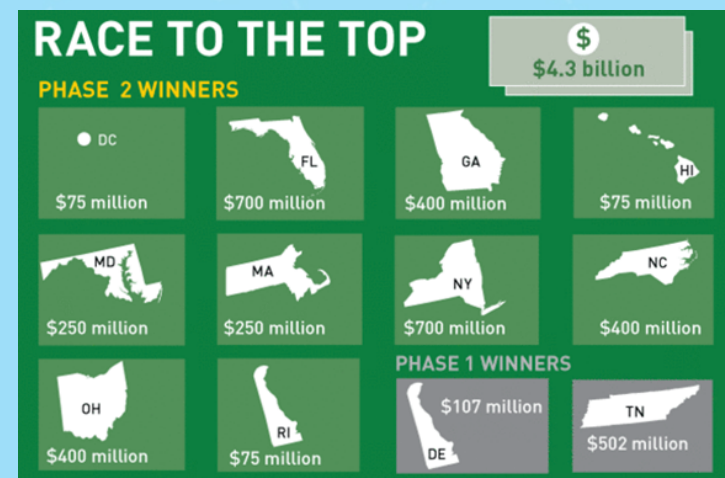 RACE TO THE TOP
$
$4.3 billion
PHASE 2 WINNERS
DC
$75 million
FL
$700 million
GA
$400 million
HI
$75 million
MD
$250 million
MA
$250 million
NY
$700 million
NC
$400 million
OH
$400 million
RI
$75 million
PHASE 1 WINNERS
$107 million
DE
TN
$502 million